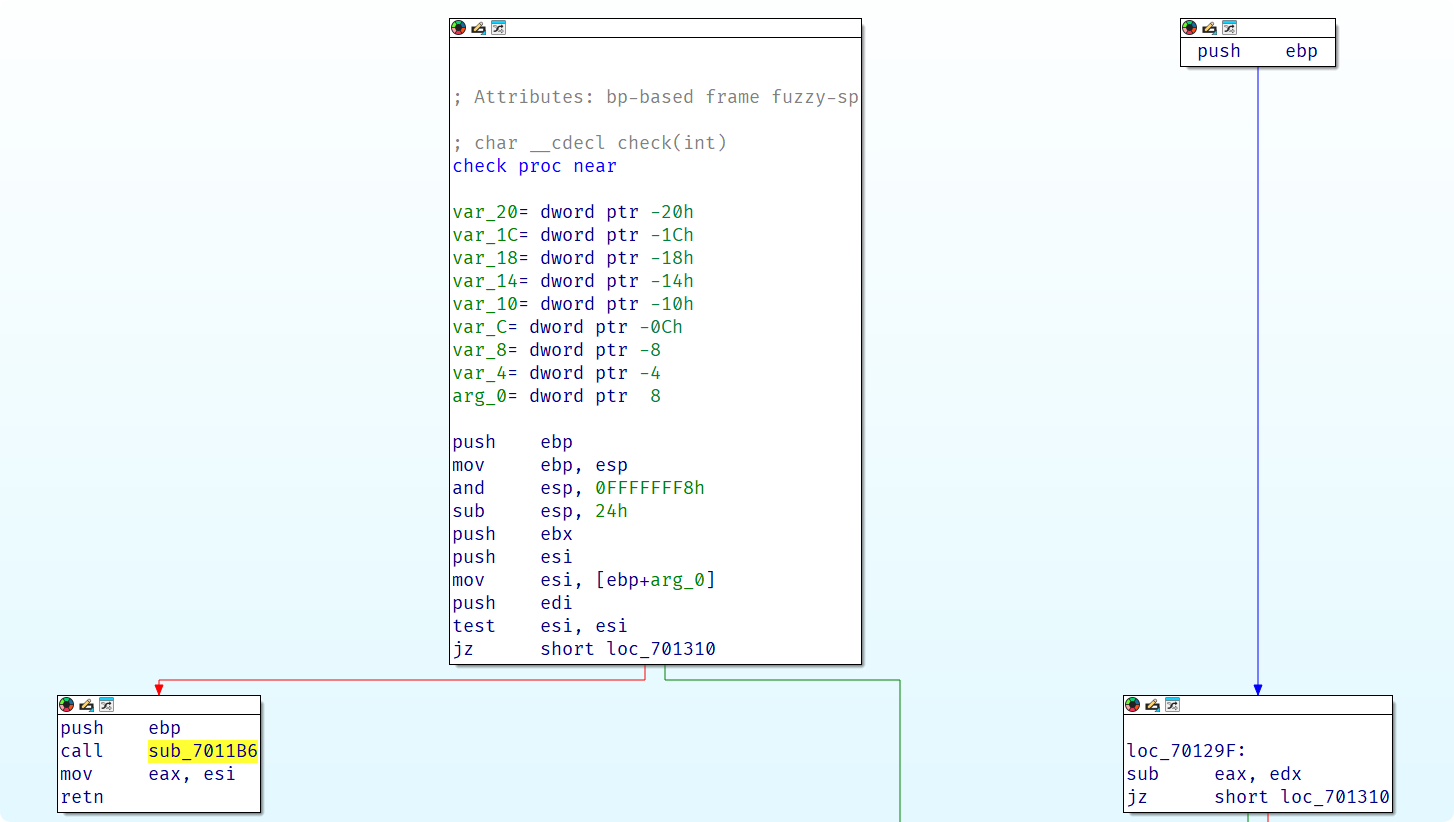 ; Attributes: bp-based frame fuzzy-sp
; char __cdecl check(int)
check proc near
var_20= dword ptr -20h
var_1C= dword ptr -1Ch
var_18= dword ptr -18h
var_14= dword ptr -14h
var_10= dword ptr -10h
var_C= dword ptr -0Ch
var_8= dword ptr -8
var_4= dword ptr -4
arg_0= dword ptr  8
push    ebp
mov     ebp, esp
and     esp, 0FFFFFFF8h
sub     esp, 24h
push    ebx
push    esi
mov     esi, [ebp+arg_0]
push    edi
test    esi, esi
jz      short loc_701310
push    ebp
push    ebp
call    sub_7011B6
mov     eax, esi
retn
loc_70129F:
sub     eax, edx
jz      short loc_701310